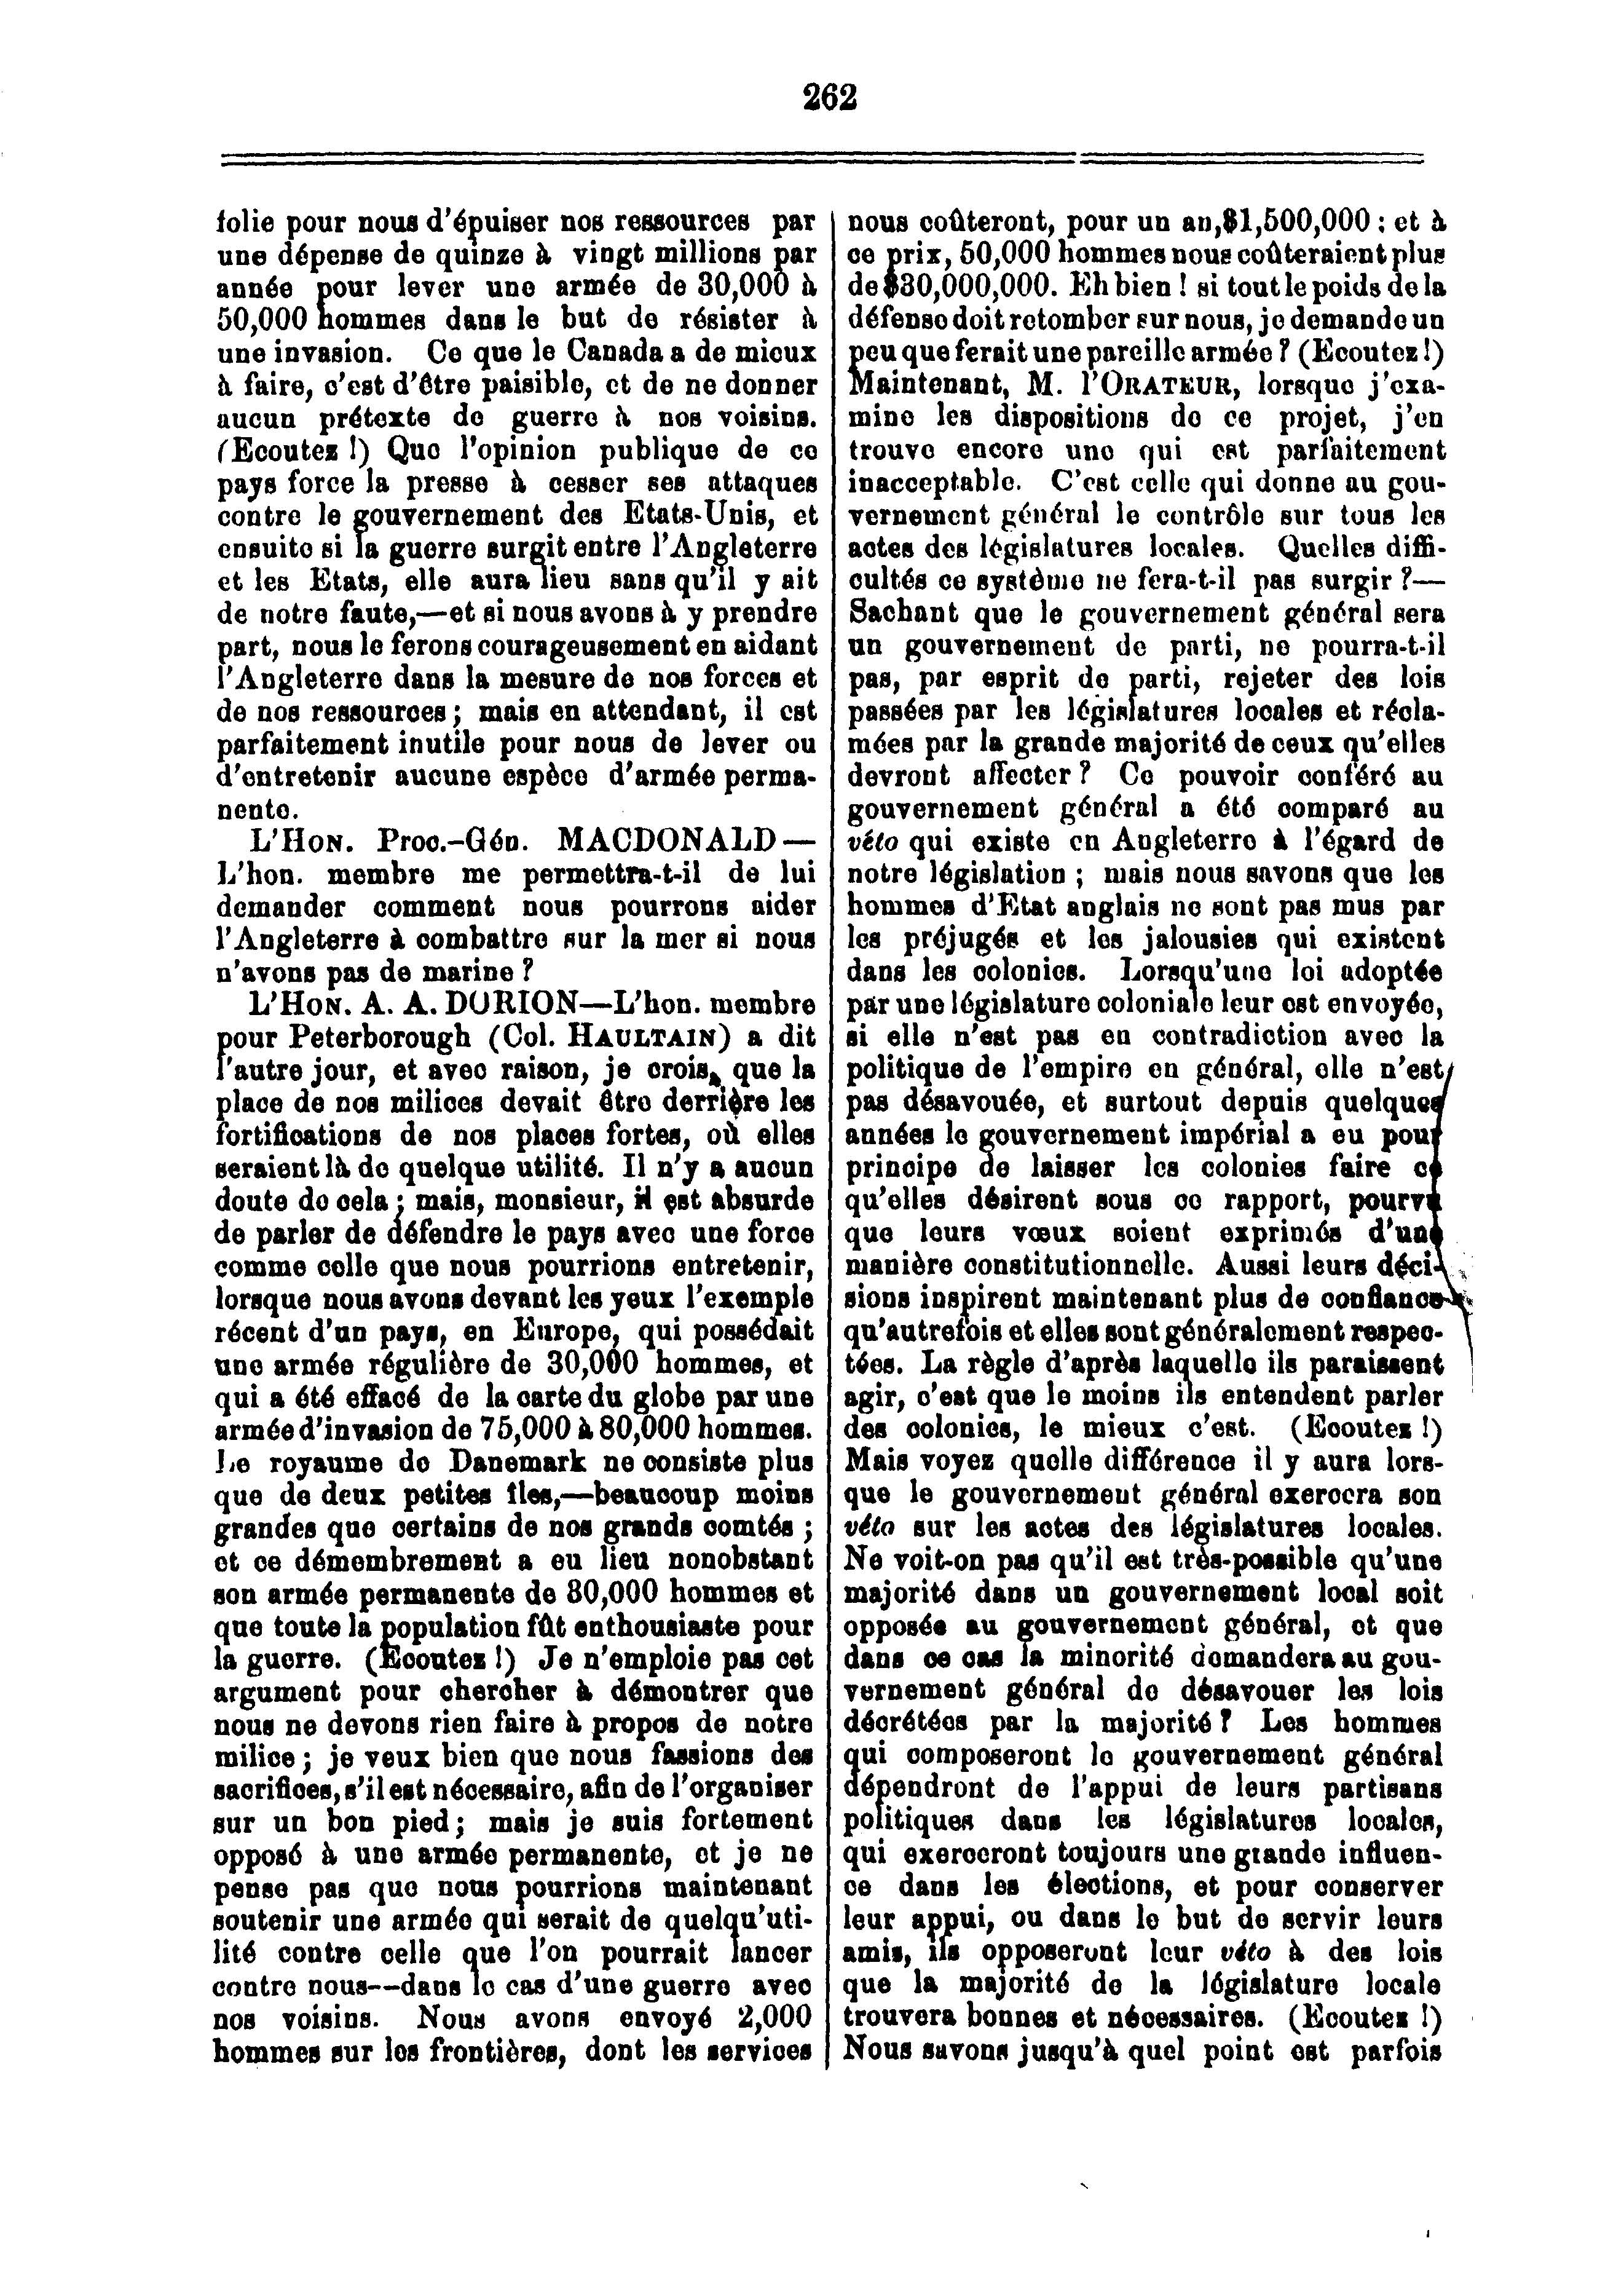 262
folie pour nous d'épuiser nos ressources par
une dépense de quinze à vingt millions par
année pour lever une armée de 30,000 à
50,000 hommes dans le but de résister à
une invasion. Ce que le Canada a de mieux
à faire, c'est d'être paisible, et de ne donner
aucun prétexte de guerre à nos voisins.
(Ecoutez !) Que l'opinion publique de ce
pays force la presse à cesser ses attaques
contre le gouvernement des Etats-Unis, et
ensuite si la guerre surgit entre l'Angleterre
et les Etats, elle aura lieu sans qu'il y ait
de notre faute,—et si nous avons à y prendre
part, nous le ferons courageusement en aidant
l'Angleterre dans la mesure de nos forces et
de nos ressources ; mais en attendant, il est
parfaitement inutile pour nous de lever ou
d'entretenir aucune espèce d'armée perma-
nente.
L'HON. Proc.-Gén. MACDONALD—
L'hon. membre me permettra-t-il de lui
demander comment nous pourrons aider
l'Angleterre à combattre sur la mer si nous
n'avons pas de marine ?
L'HON. A. A. DORION—L'hon. membre
pour Peterborough (Col. HAULTAIN) a dit
l'autre jour, et avec raison, je crois, que la
place de nos milices devait être derrière les
fortifications de nos places fortes, où elles
seraient là de quelque utilité. Il n'y a aucun
doute de cela ; mais, monsieur, il est absurde
de parler de défendre le pays avec une force
comme celle que nous pourrions entretenir,
lorsque nous avons devant les yeux l'exemple
récent d'un pays, en Europe, qui possédait
une armée régulière de 30,000 hommes, et
qui a été effacé de la carte du globe par une
armée d'invasion de 75,000 à 80,000 hommes.
Le royaume de Danemark ne consiste plus
que de deux petites îles,—beaucoup moins
grandes que certains de nos grands comtés ;
et ce démembrement a eu lieu nonobstant
son armée permanente de 30,000 hommes et
que toute la population fût enthousiaste pour
la guerre. (Ecoutez !) Je n'emploie pas cet
argument pour chercher à démontrer que
nous ne devons rien faire à propos de notre
milice ; je veux bien que nous fassions des
sacrifices, s'il est nécessaire, afin de l'organiser
sur un bon pied ; mais je suis fortement
opposé à une armée permanente, et je ne
pense pas que nous pourrions maintenant
soutenir une armée qui serait de quelqu'uti-
lité contre celle que l'on pourrait lancer
contre nous--dans le cas d'une guerre avec
nos voisins. Nous avons envoyé 2,000
hommes sur les frontières, dont les services
nous coûteront, pour un an, $1,500,000 ; et à
ce prix, 50,000 hommes nous coûteraient plus
de $30,000,000. Eh bien ! si tout le poids de la
défense doit retomber sur nous, je demande un
peu que ferait une pareille armée ? (Ecoutez !)
Maintenant, M. l'ORATEUR, lorsque j'exa-
mine les dispositions de ce projet, j'en
trouve encore une qui est parfaitement
inacceptable. C'est celle qui donne au gou-
vernement général le contrôle sur tous les
actes des législatures locales. Quelles diffi-
cultés ce système ne fera-t-il pas surgir ?—
Sachant que le gouvernement général sera
un gouvernement de parti, ne pourra-t-il
pas, par esprit de parti, rejeter des lois
passées par les législatures locales et récla-
mées par la grande majorité de ceux qu'elles
devront affecter ? Ce pouvoir conféré au
gouvernement général a été comparé au
véto qui existe en Angleterre à l'égard de
notre législation ; mais nous savons que les
hommes d'Etat anglais ne sont pas mus par
les préjugés et les jalousies qui existent
dans les colonies. Lorsqu'une loi adoptée
par une législature coloniale leur est envoyée,
si elle n'est pas en contradiction avec la
politique de l'empire en général, elle n'est
pas désavouée, et surtout depuis quelques
années le gouvernement impérial a eu pour
principe de laisser les colonies faire ce
qu'elles désirent sous ce rapport, pourvu
que leurs vœux soient exprimés d'une
manière constitutionnelle. Aussi leurs déci-
sions inspirent maintenant plus de confiance
qu'autrefois et elles sont généralement respec-
tées. La règle d'après laquelle ils paraissent
agir, c'est que le moins ils entendent parler
des colonies, le mieux c'est. (Ecoutez !)
Mais voyez quelle différence il y aura lors-
que le gouvernement général exercera son
véto sur les actes des législatures locales.
Ne voit-on pas qu'il est très-possible qu'une
majorité dans un gouvernement local soit
opposée au gouvernement général, et que
dans ce cas la minorité demandera au gou-
vernement général de désavouer les lois
décrétées par la majorité ? Les hommes
qui composeront le gouvernement général
dépendront de l'appui de leurs partisans
politiques dans les législatures locales,
qui exerceront toujours une grande influen-
ce dans les élections, et pour conserver
leur appui, ou dans le but de servir leurs
amis, ils opposeront leur véto à des lois
que la majorité de la législature locale
trouvera bonnes et nécessaires. (Ecoutez !)
Nous savons jusqu'à quel point est parfois